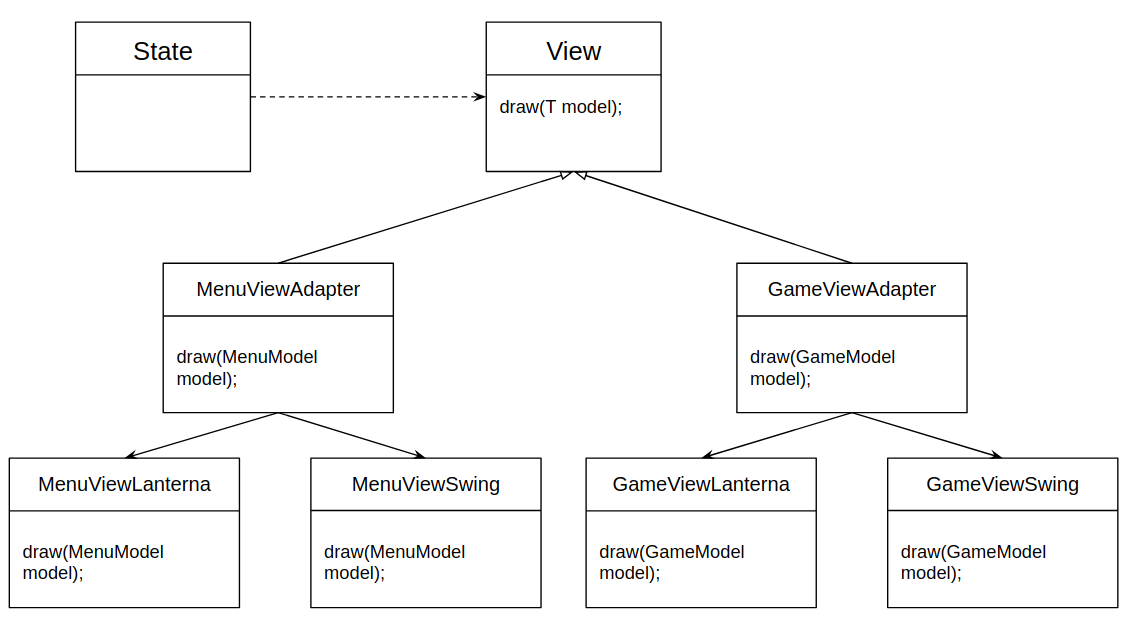 State
View
draw(T model);
MenuViewAdapter
draw(MenuModel
model);
GameViewAdapter
draw(GameModel
model);
MenuViewLanterna
draw(MenuModel
model);
MenuViewSwing
draw(MenuModel
model);
GameViewLanterna
draw(GameModel
model);
GameViewSwing
draw(GameModel
model);